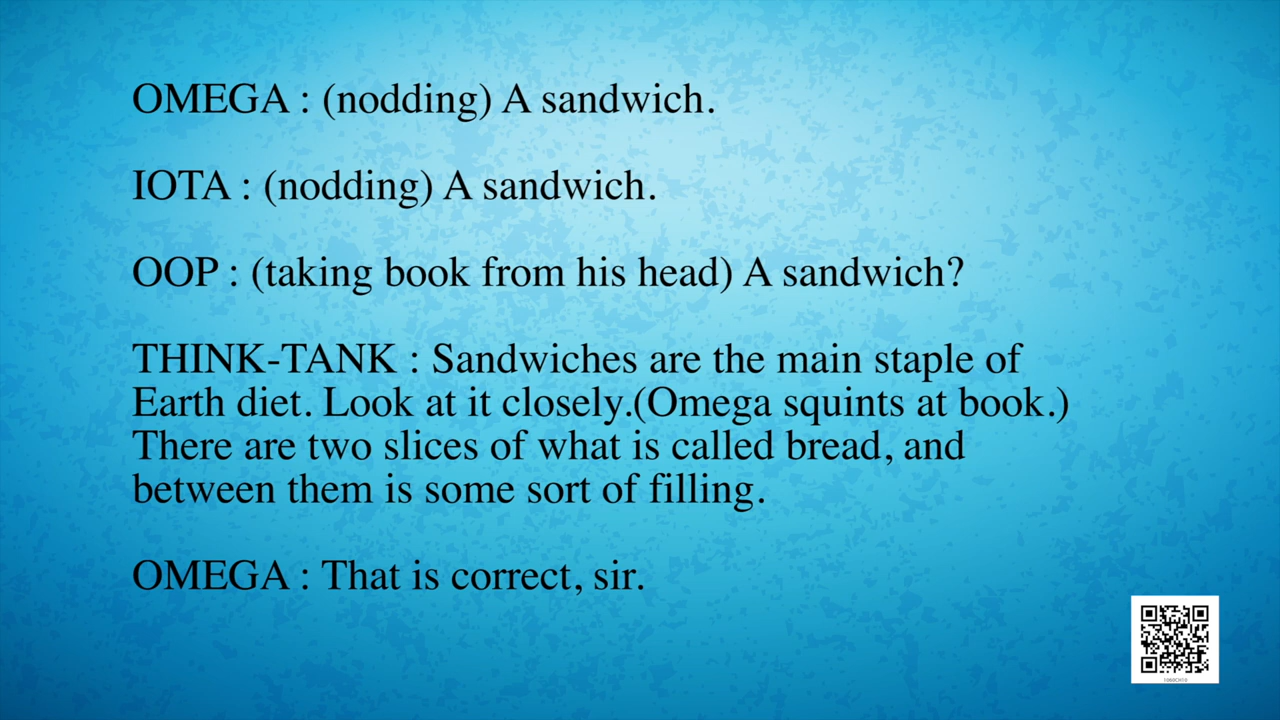 OMEGA : (nodding) A sandwich.
IOTA : (nodding) A sandwich.
OOP : (taking book from his head) A sandwich?
THINK-TANK : Sandwiches are the main staple of
Earth diet. Look at it closely.(Omega squints at book.)
There are two slices of what is called bread, and
between them is some sort of filling.
OMEGA : That is correct, sir.